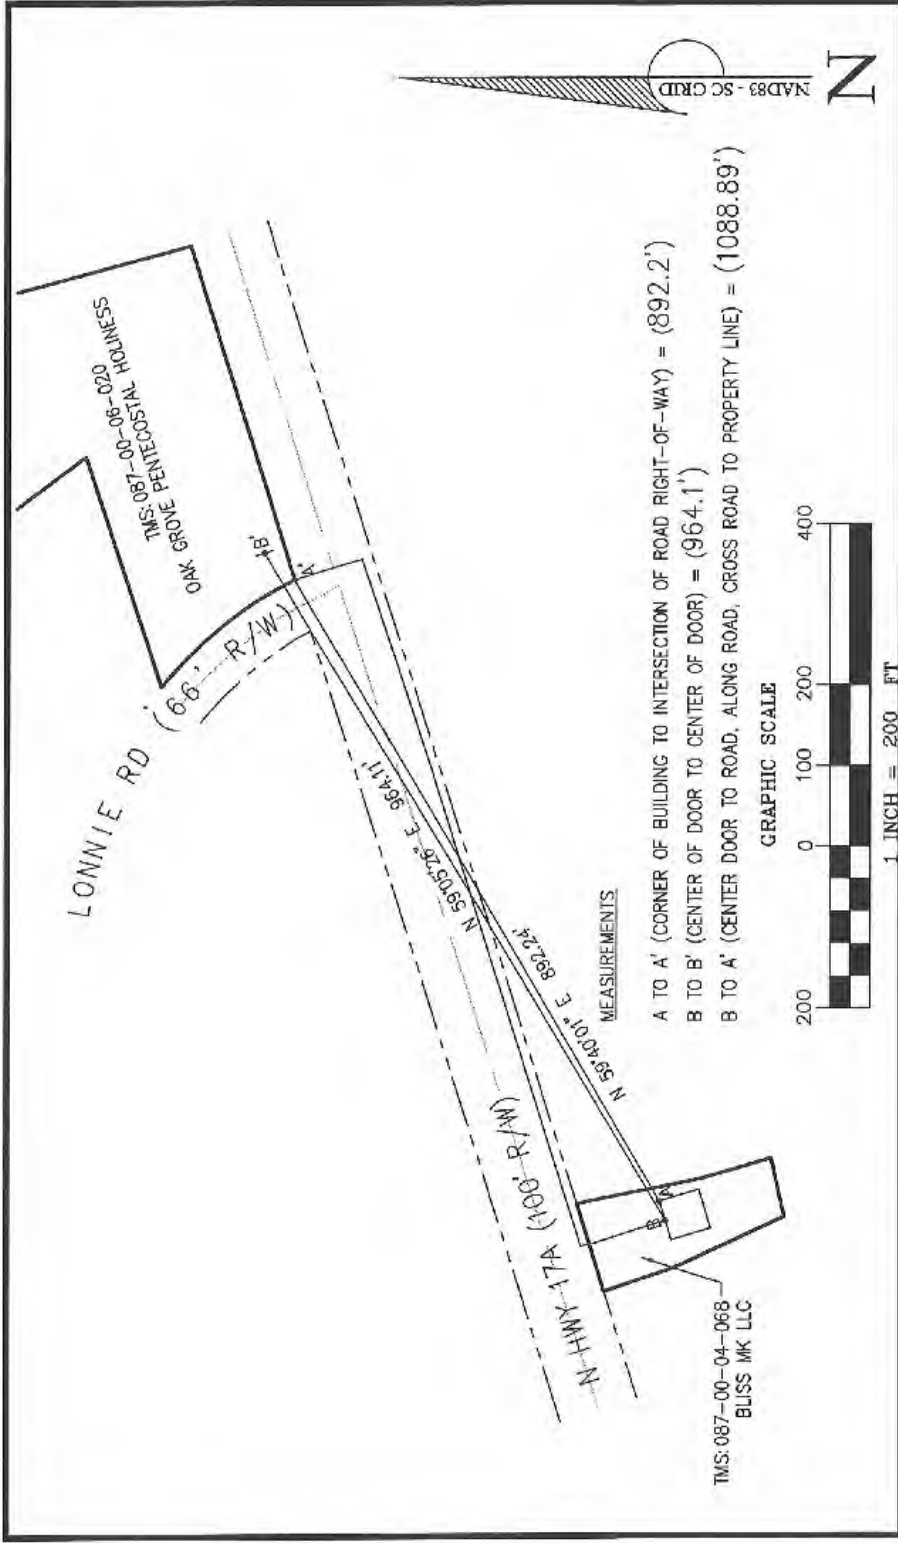 LONNIE RD (66' R/W)
TMS:087-00-06-020
OAK GROVE PENTECOSTAL HOLINESS
B'
A'
N 59°05'26" E 964.11'
N 59°40'01" E 892.24'
N HWY 17A (100' R/W)
B
A
TMS:087-00-04-068
BLISS MK LLC
NAD83 - SC GRID
N
MEASUREMENTS
A TO A' (CORNER OF BUILDING TO INTERSECTION OF ROAD RIGHT-OF-WAY) = (892.2')
B TO B' (CENTER OF DOOR TO CENTER OF DOOR) = (964.1')
B TO A' (CENTER DOOR TO ROAD, ALONG ROAD, CROSS ROAD TO PROPERTY LINE) = (1088.89')
GRAPHIC SCALE
200 0 100 200 400
1 INCH = 200 FT